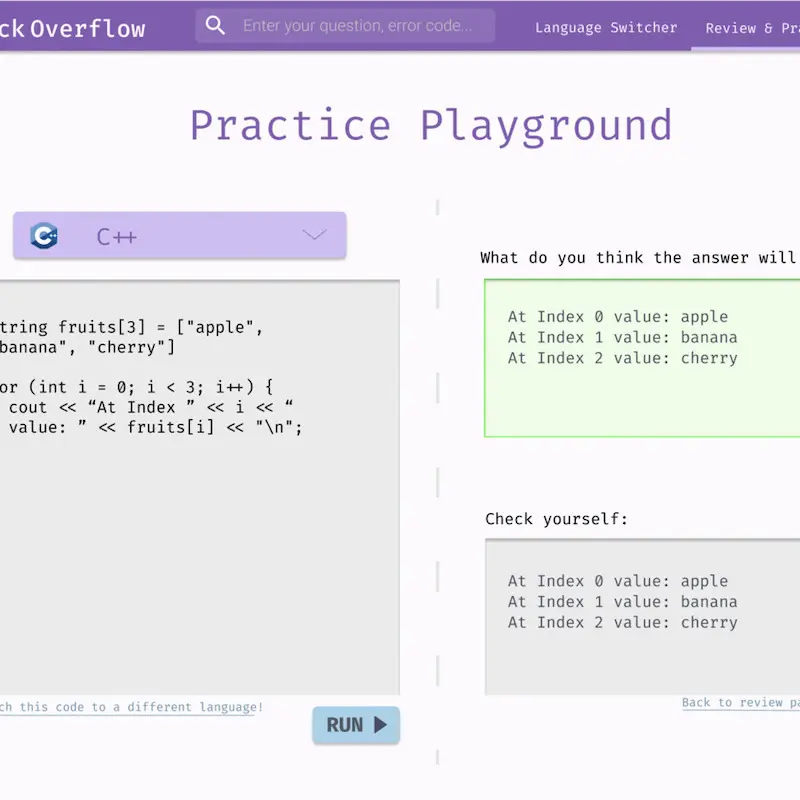 ck Overflow
Enter your question, error code...
Language Switcher
Review & Pra
Practice Playground
C++
tring fruits[3] = ["apple",
banana", "cherry"]
or (int i = 0; i < 3; i++) {
cout << “At Index ” << i << “
value: ” << fruits[i] << "\n";
ch this code to a different language!
RUN
What do you think the answer will
At Index 0 value: apple
At Index 1 value: banana
At Index 2 value: cherry
Check yourself:
At Index 0 value: apple
At Index 1 value: banana
At Index 2 value: cherry
Back to review pa